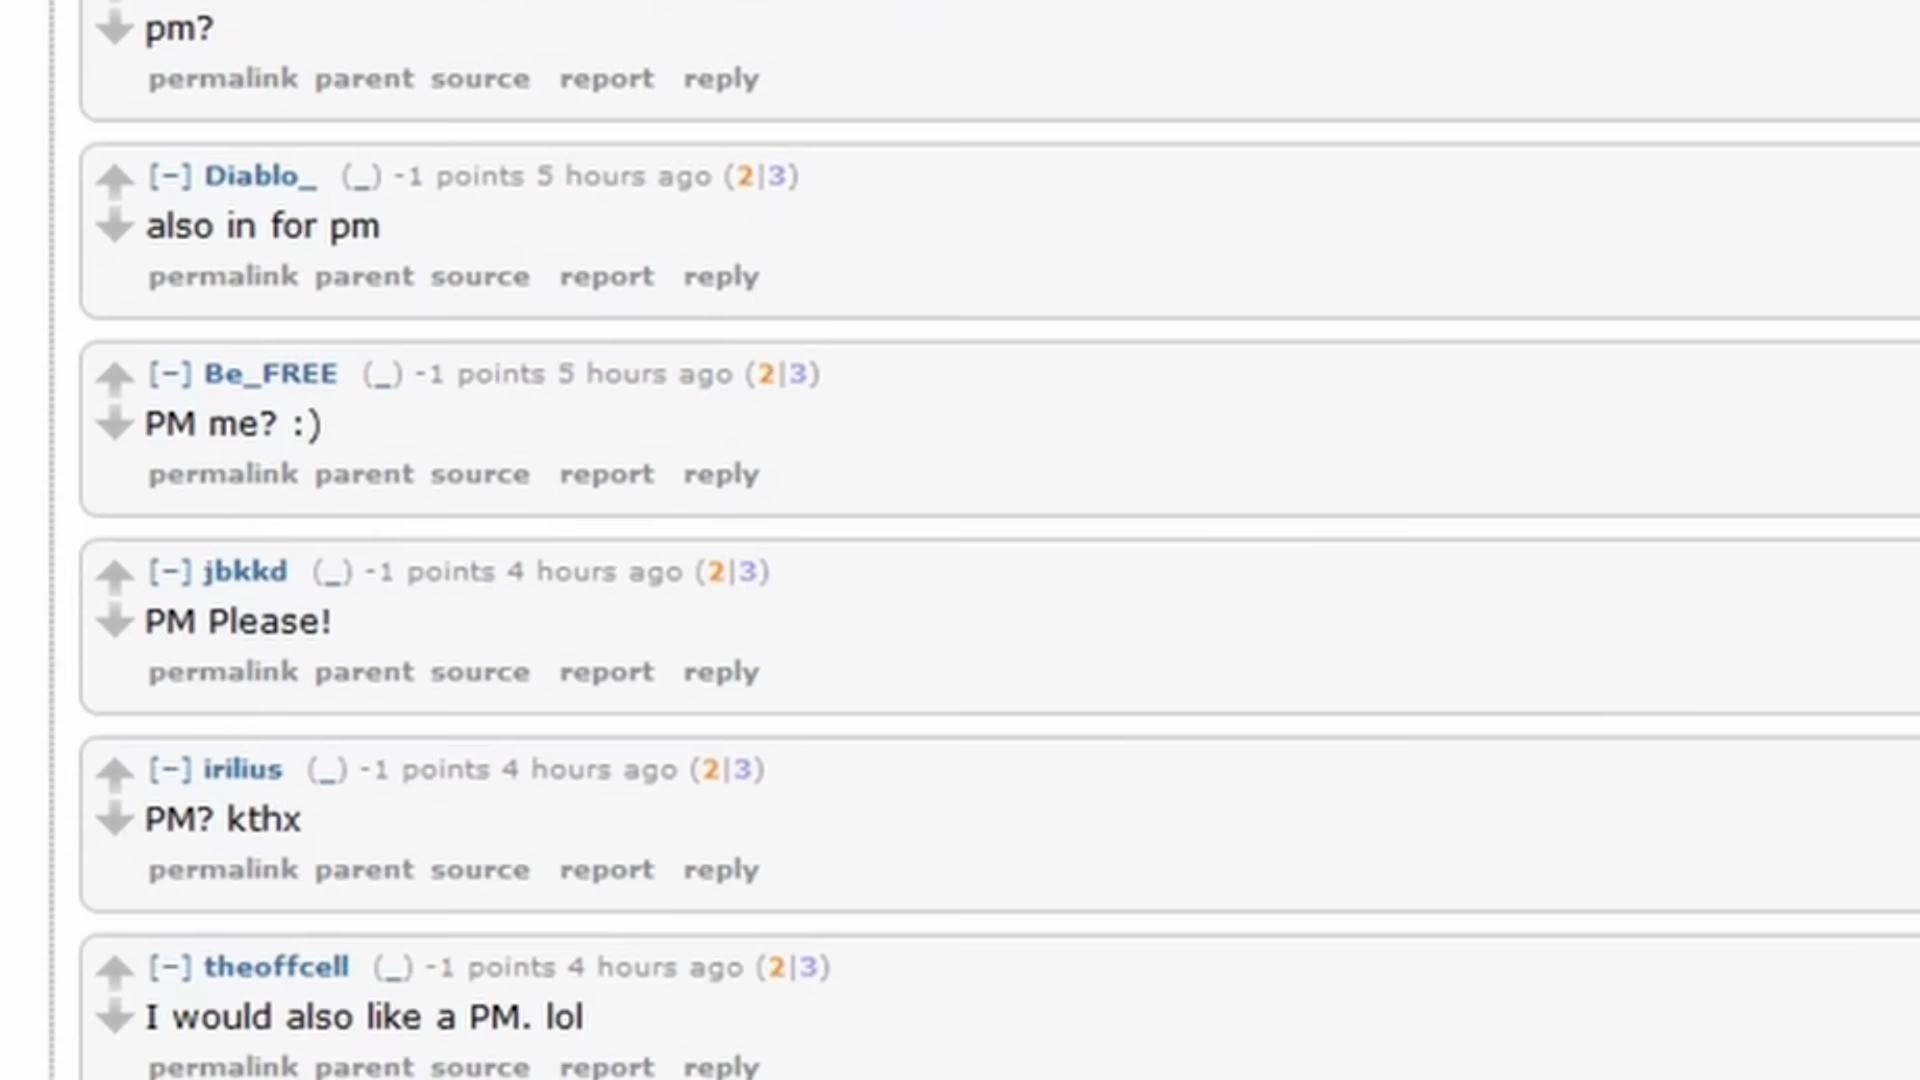 pm?
permalink parent source report reply
[-] Diablo_ (_) -1 points 5 hours ago (2|3)
also in for pm
permalink parent source report reply
[-] Be_FREE (_) -1 points 5 hours ago (2|3)
PM me? :)
permalink parent source report reply
[-] jbkkd (_) -1 points 4 hours ago (2|3)
PM Please!
permalink parent source report reply
[-] irilius (_) -1 points 4 hours ago (2|3)
PM? kthx
permalink parent source report reply
[-] theoffcell (_) -1 points 4 hours ago (2|3)
I would also like a PM. lol
permalink parent source report reply